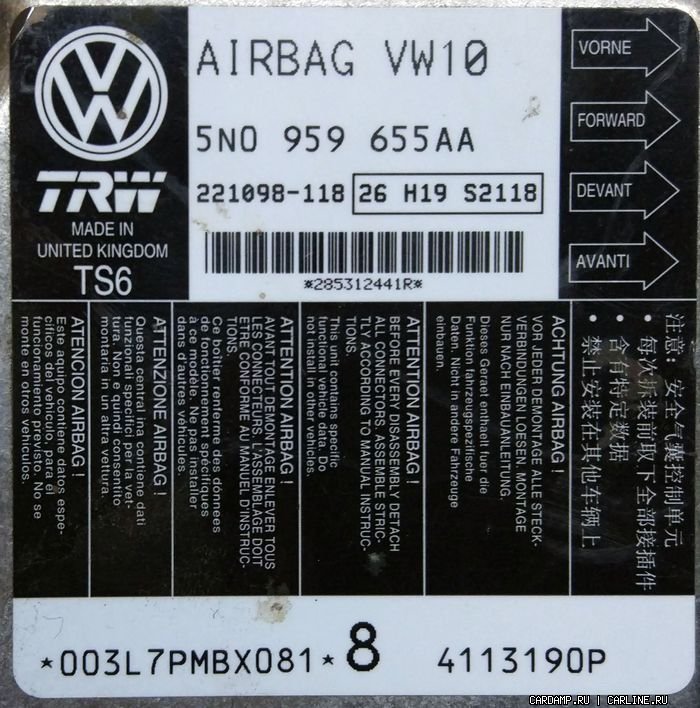 AIRBAG VW10
5N0 959 655AA
221098-118 26 H19 S2118
*285312441R*
TRW
MADE IN
UNITED KINGDOM
TS6
VORNE
FORWARD
DEVANT
AVANTI
注意：安全气囊控制单元
• 每次拆装前取下全部接插件
• 含有特定数据
• 禁止安装在其他车辆上
ACHTUNG AIRBAG !
VOR JEDER DEMONTAGE ALLE STECK-
VERBINDUNGEN LOESEN. MONTAGE
NUR NACH EINBAUANLEITUNG.
Dieses Geraet enthaelt fuer die
Funktion fahrzeugspezifische
Daten. Nicht in andere Fahrzeuge
einbauen.
ATTENTION AIRBAG !
BEFORE EVERY DISASSEMBLY DETACH
ALL CONNECTORS. ASSEMBLE STRIC-
TLY ACCORDING TO MANUAL INSTRUC-
TIONS.
This unit contains specific
functional vehicle data. Do
not install in other vehicles.
ATTENTION AIRBAG !
AVANT TOUT DEMONTAGE ENLEVER TOUS
LES CONNECTEURS. L'ASSEMBLAGE DOIT
ETRE CONFORME AU MANUEL D'INSTRUC-
TIONS.
Ce boitier renferme des données
de fonctionnement spécifiques
à ce modèle. Ne pas installer
dans d'autres véhicules.
ATTENZIONE AIRBAG !
Questa centralina contiene dati
funzionali specifici per la vet-
tura. Non è quindi consentito
montarla in un altra vettura.
ATENCION AIRBAG !
Este equipo contiene datos espe-
cíficos del vehículo, para el
funcionamiento previsto. No se
monte en otros vehículos.
*003L7PMBX081* 8 4113190P
CARDAMP.RU | CARLINE.RU